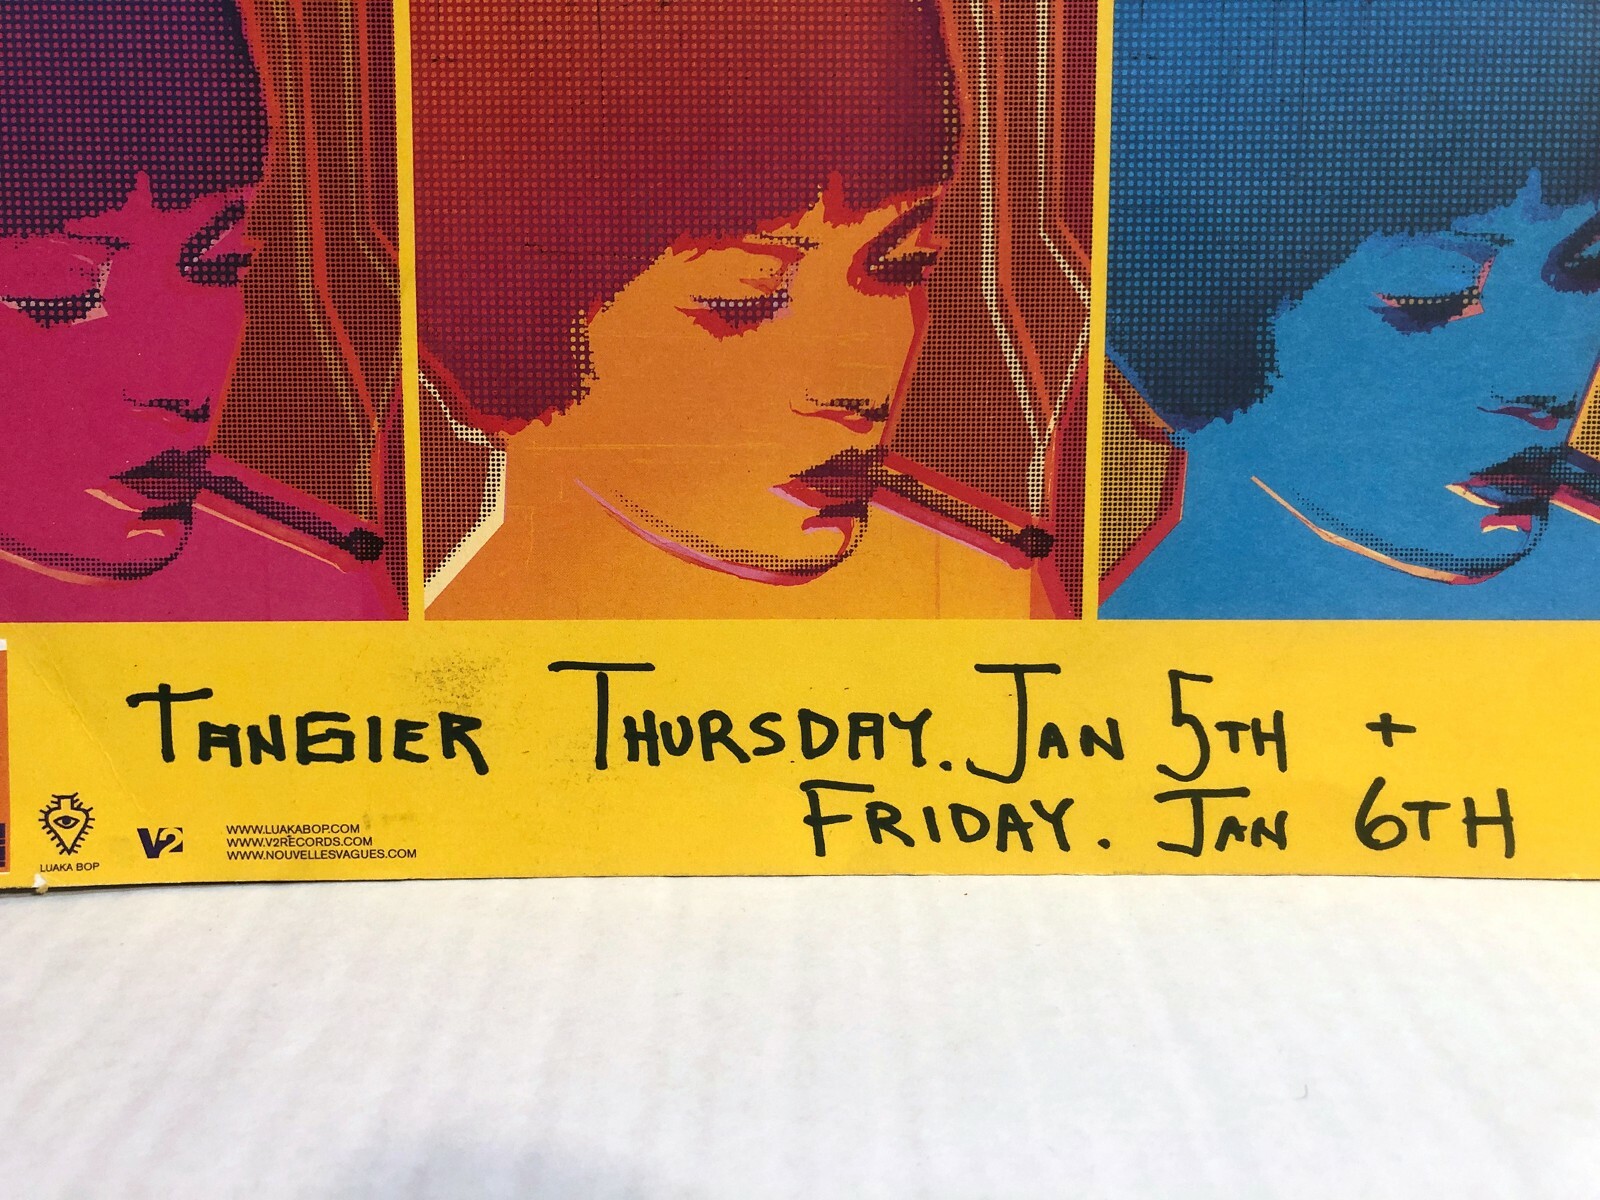 TANGIER THURSDAY. JAN 5TH +
FRIDAY. JAN 6TH
LUAKA BOP
V2
WWW.LUAKABOP.COM
WWW.V2RECORDS.COM
WWW.NOUVELLESVAGUES.COM